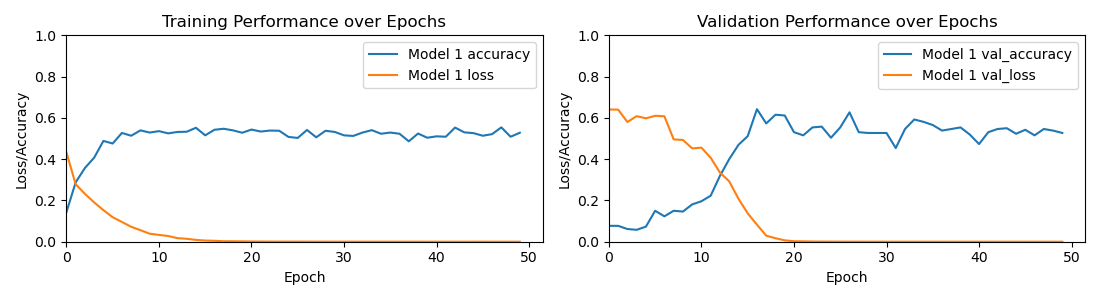 Training Performance over Epochs
1.0
0.8
0.6
0.4
0.2
0.0
Loss/Accuracy
Model 1 accuracy
Model 1 loss
0 10 20 30 40 50
Epoch
Validation Performance over Epochs
1.0
0.8
0.6
0.4
0.2
0.0
Loss/Accuracy
Model 1 val_accuracy
Model 1 val_loss
0 10 20 30 40 50
Epoch